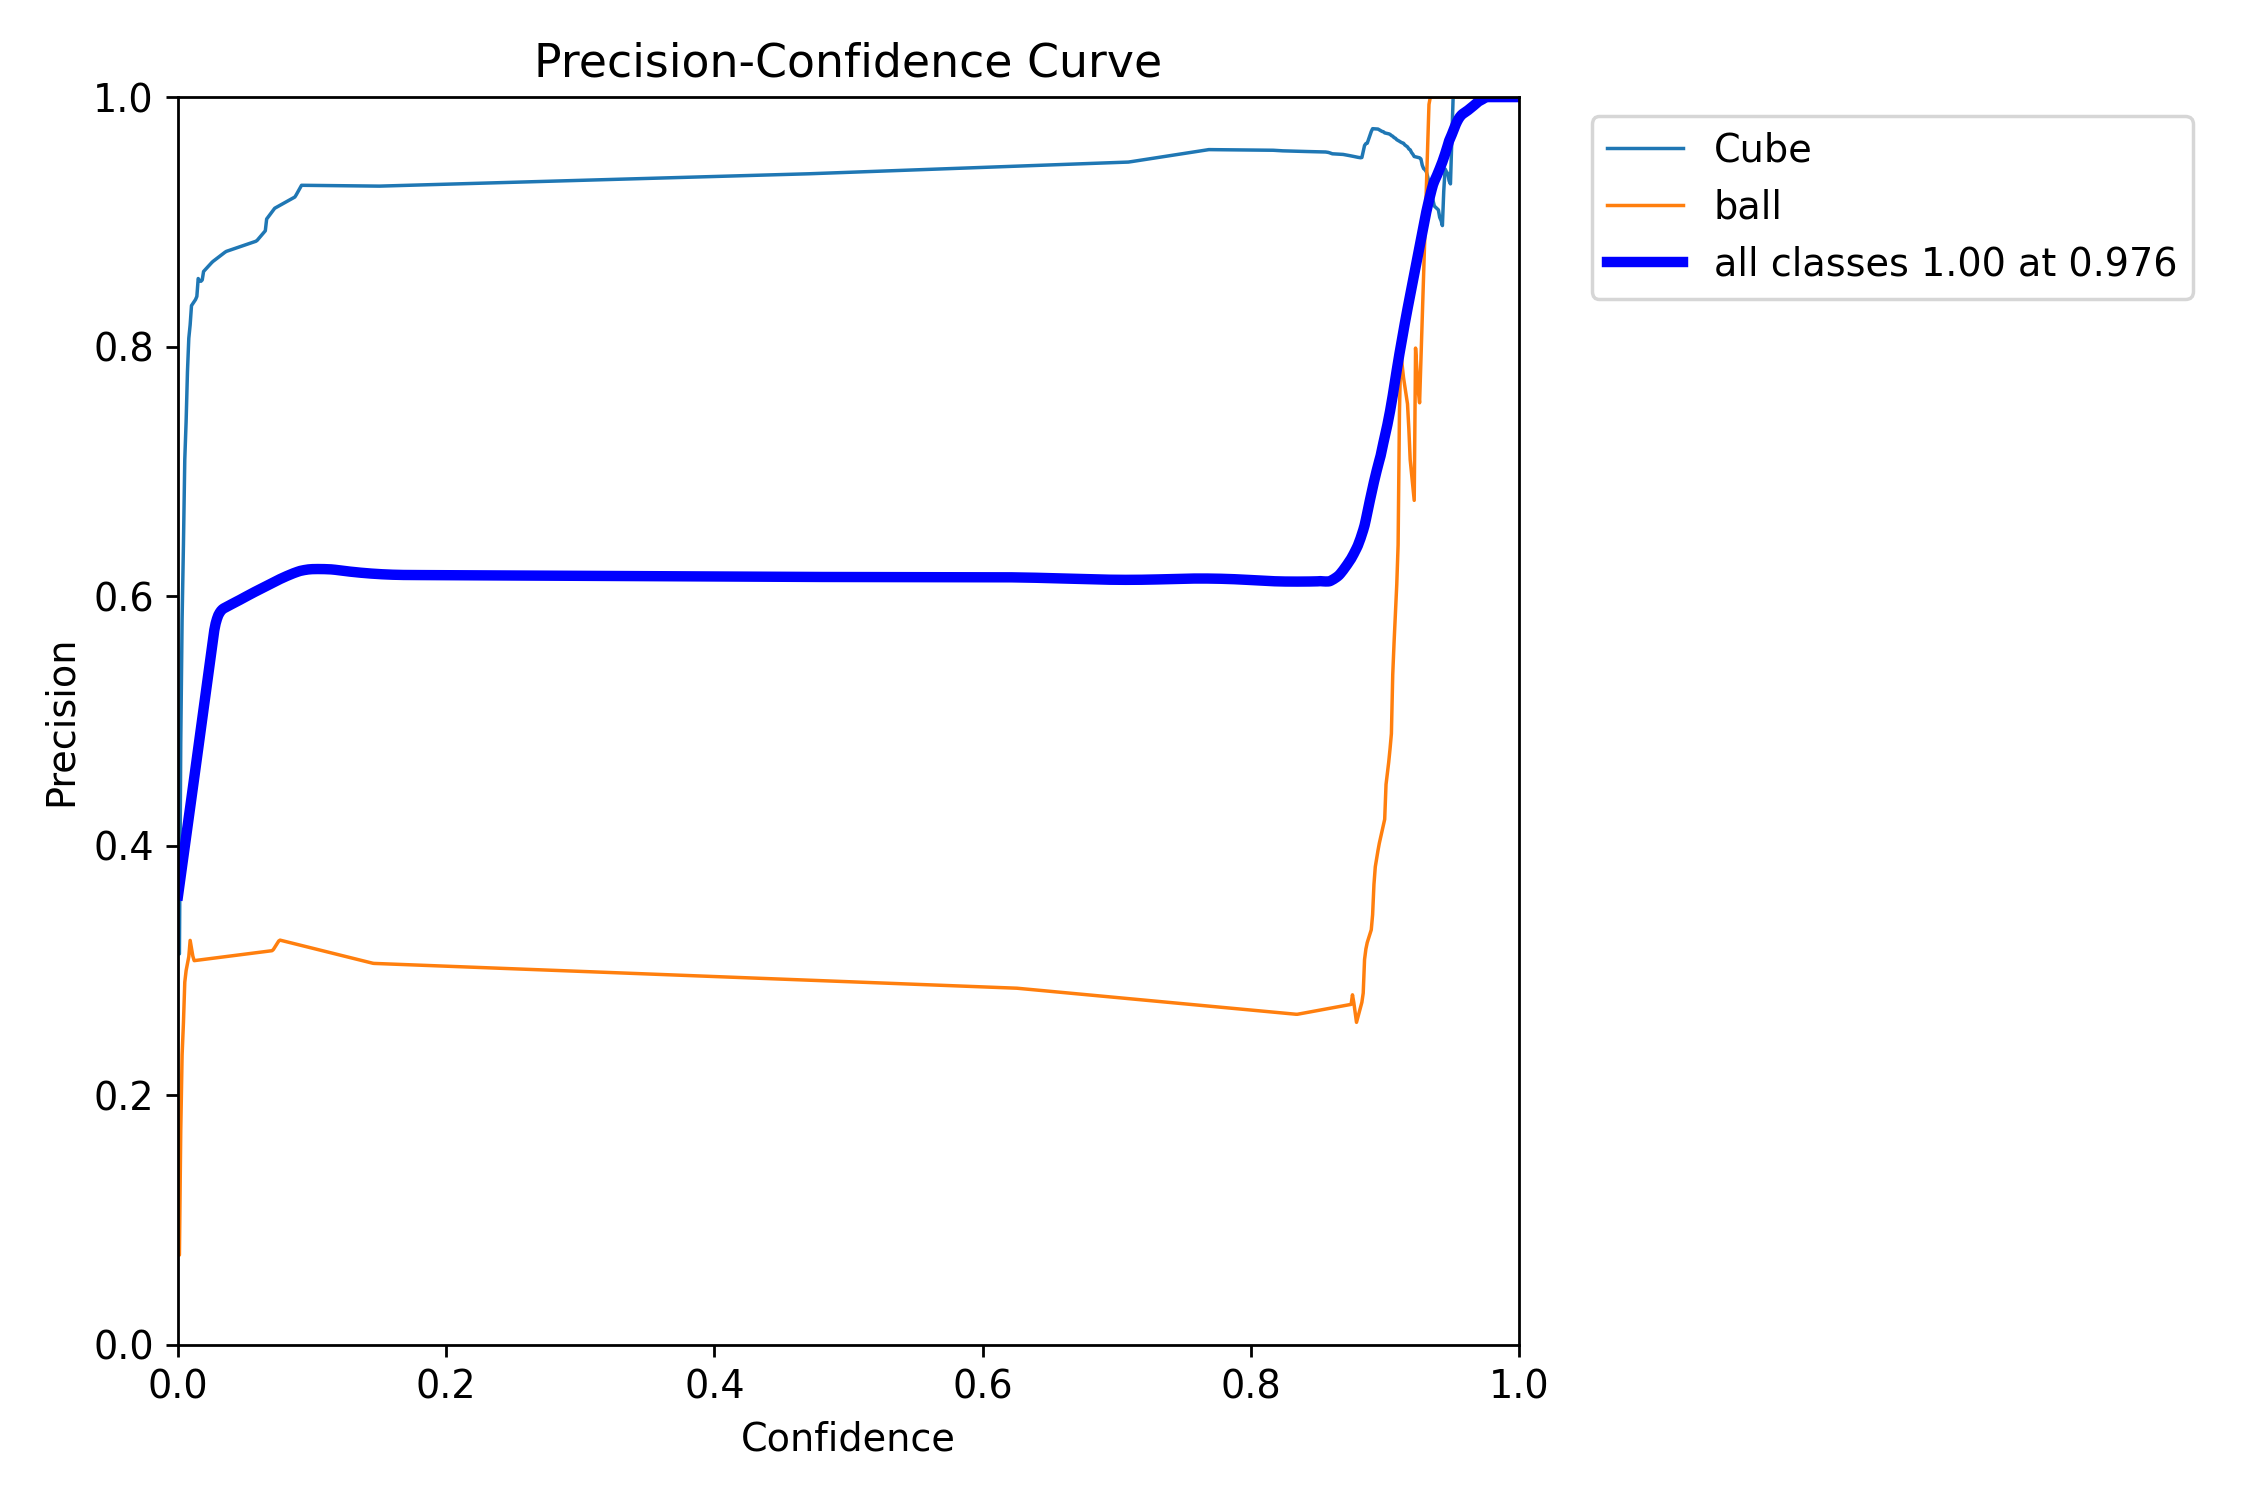 Precision-Confidence Curve
1.0
0.8
0.6
0.4
0.2
0.0
Precision
0.0 0.2 0.4 0.6 0.8 1.0
Confidence
Cube
ball
all classes 1.00 at 0.976